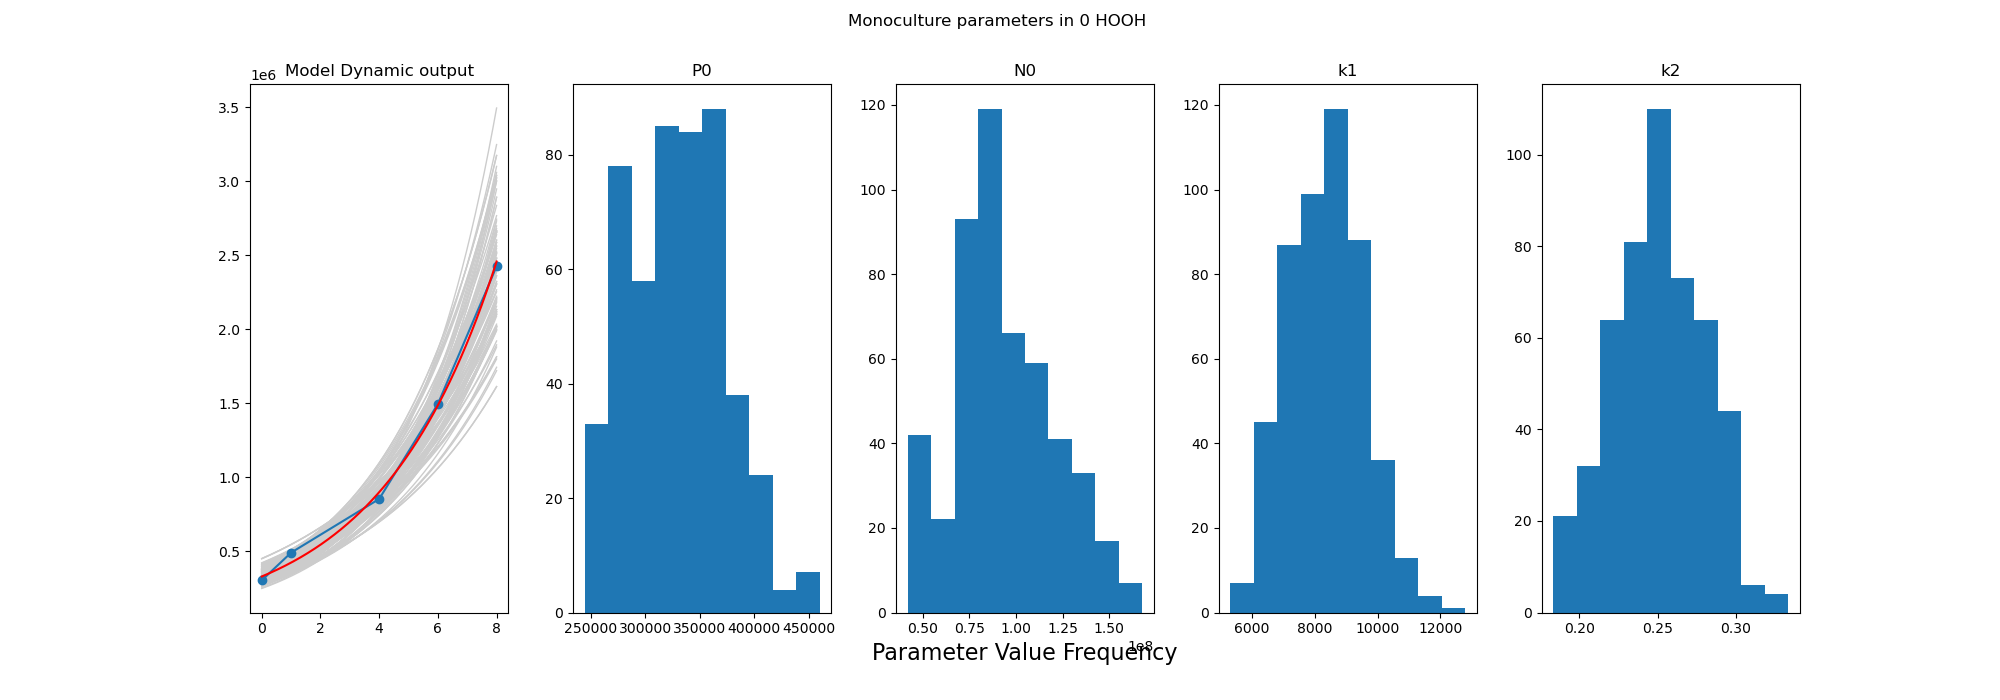 Monoculture parameters in 0 HOOH
1e6 Model Dynamic output
3.5
3.0
2.5
2.0
1.5
1.0
0.5
0 2 4 6 8
P0
80
60
40
20
0
250000 300000 350000 400000 450000
N0
120
100
80
60
40
20
0
0.50 0.75 1.00 1.25 1.50
1e8
k1
120
100
80
60
40
20
0
6000 8000 10000 12000
k2
100
80
60
40
20
0
0.20 0.25 0.30
Parameter Value Frequency